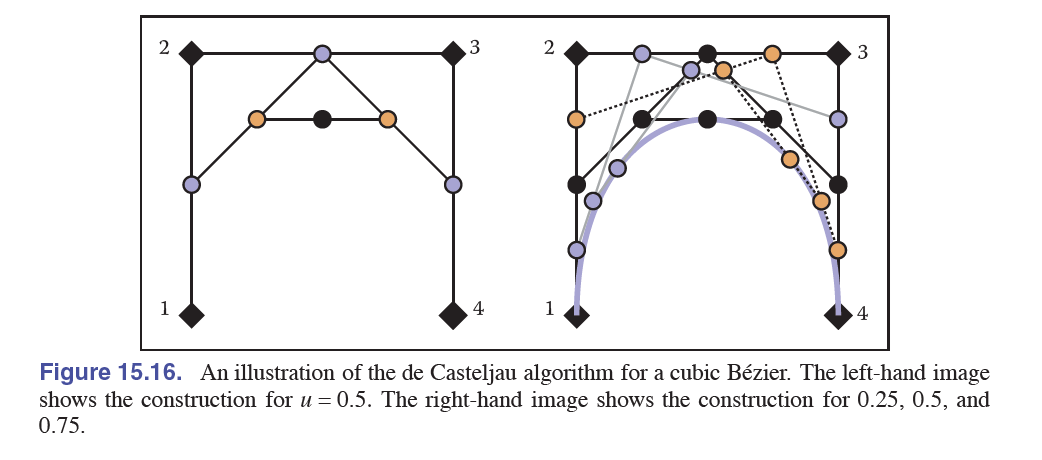 2 3 2 3
1 4 1 4
Figure 15.16. An illustration of the de Casteljau algorithm for a cubic Bézier. The left-hand image
shows the construction for u = 0.5. The right-hand image shows the construction for 0.25, 0.5, and
0.75.